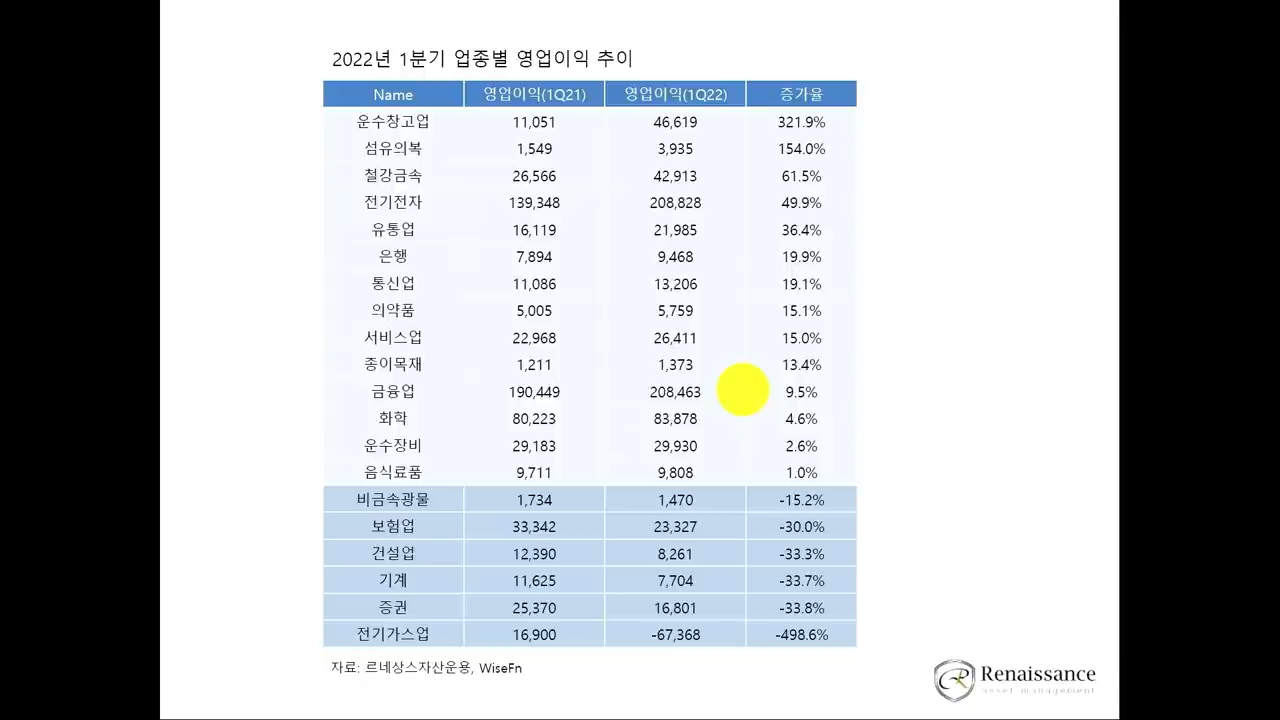 2022년 1분기 업종별 영업이익 추이
Name 영업이익(1Q21) 영업이익(1Q22) 증가율
운수창고업 11,051 46,619 321.9%
섬유의복 1,549 3,935 154.0%
철강금속 26,566 42,913 61.5%
전기전자 139,348 208,828 49.9%
유통업 16,119 21,985 36.4%
은행 7,894 9,468 19.9%
통신업 11,086 13,206 19.1%
의약품 5,005 5,759 15.1%
서비스업 22,968 26,411 15.0%
종이목재 1,211 1,373 13.4%
금융업 190,449 208,463 9.5%
화학 80,223 83,878 4.6%
운수장비 29,183 29,930 2.6%
음식료품 9,711 9,808 1.0%
비금속광물 1,734 1,470 -15.2%
보험업 33,342 23,327 -30.0%
건설업 12,390 8,261 -33.3%
기계 11,625 7,704 -33.7%
증권 25,370 16,801 -33.8%
전기가스업 16,900 -67,368 -498.6%
자료: 르네상스자산운용, WiseFn
Renaissance
asset management